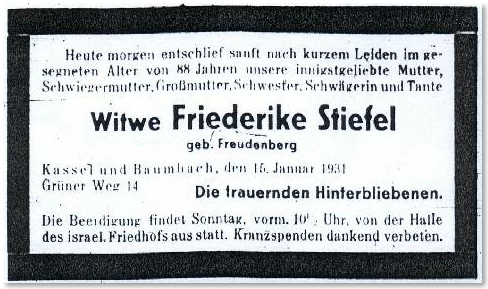 Heute morgen entschlief sanft nach kurzem Leiden im ge-
segneten Alter von 88 Jahren unsere innigstgeliebte Mutter,
Schwiegermutter, Großmutter, Schwester, Schwägerin und Tante
Witwe Friederike Stiefel
geb. Freudenberg
Kassel und Baumbach, den 15. Januar 1931
Grüner Weg 14
Die trauernden Hinterbliebenen.
Die Beerdigung findet Sonntag, vorm. Uhr, von der Halle
des israel. Friedhofs aus statt. Kranzspenden dankend verbeten.